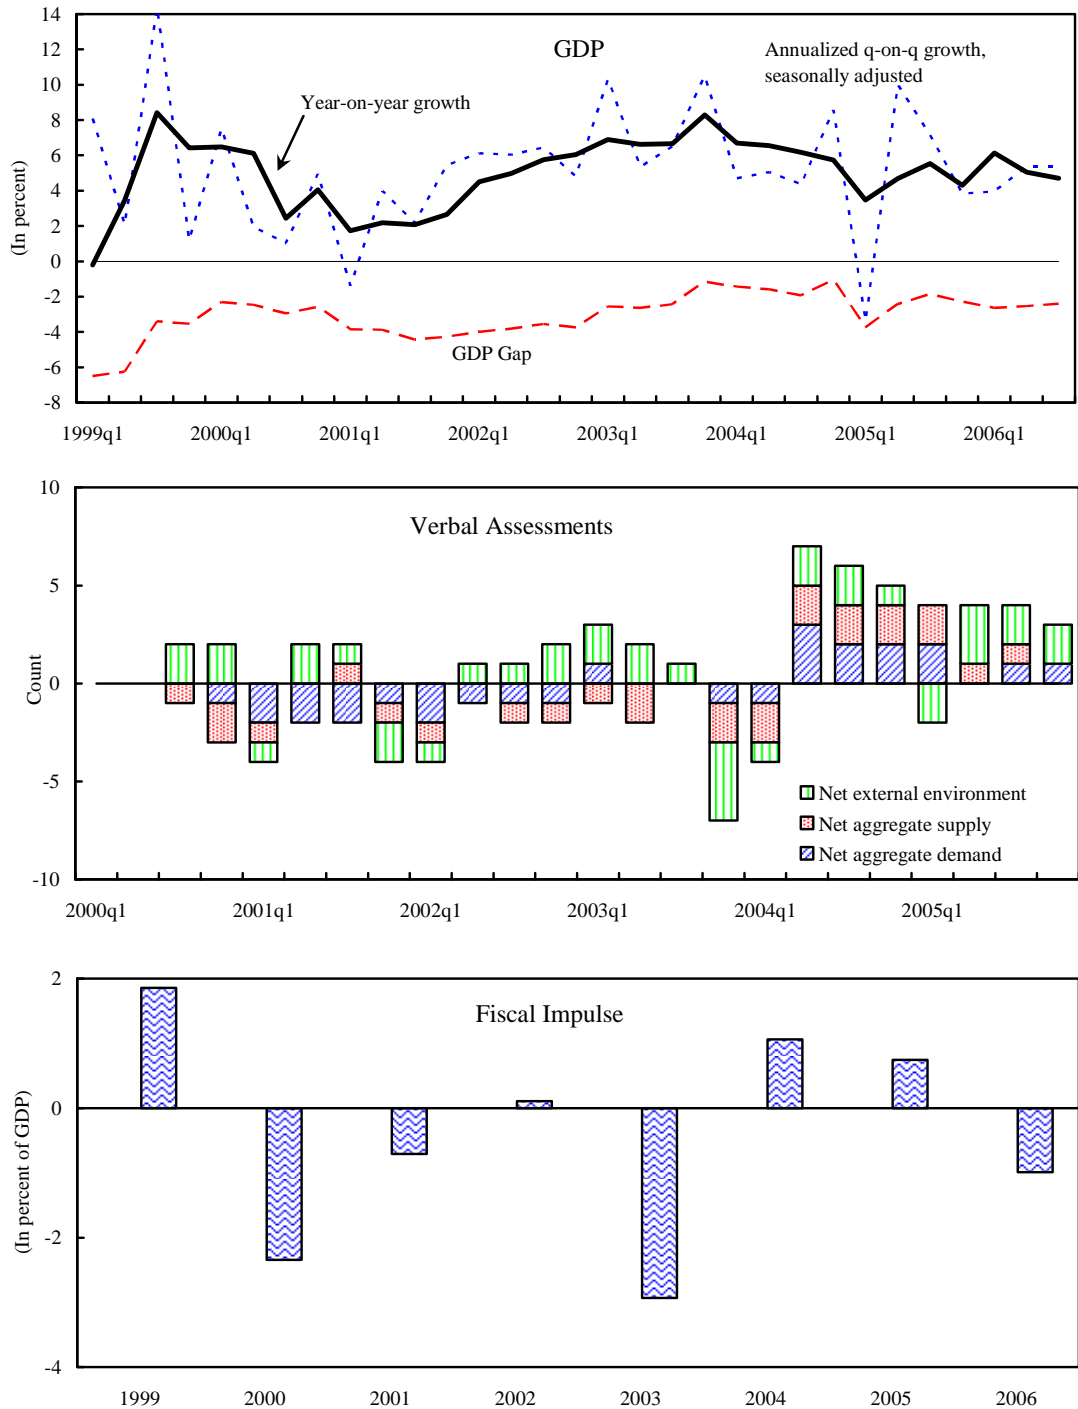 14
12
10
8
6
4
2
0
-2
-4
-6
-8
(In percent)
GDP
Annualized q-on-q growth,
seasonally adjusted
Year-on-year growth
GDP Gap
1999q1 2000q1 2001q1 2002q1 2003q1 2004q1 2005q1 2006q1
10
5
0
-5
-10
Count
Verbal Assessments
Net external environment
Net aggregate supply
Net aggregate demand
2000q1 2001q1 2002q1 2003q1 2004q1 2005q1
2
0
-2
-4
(In percent of GDP)
Fiscal Impulse
1999 2000 2001 2002 2003 2004 2005 2006